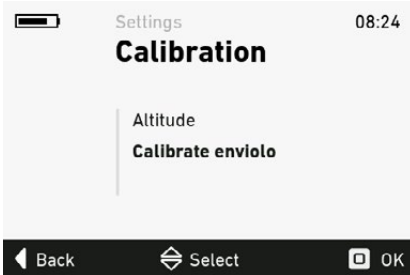 Settings
08:24
Calibration
Altitude
Calibrate enviolo
Back
Select
OK